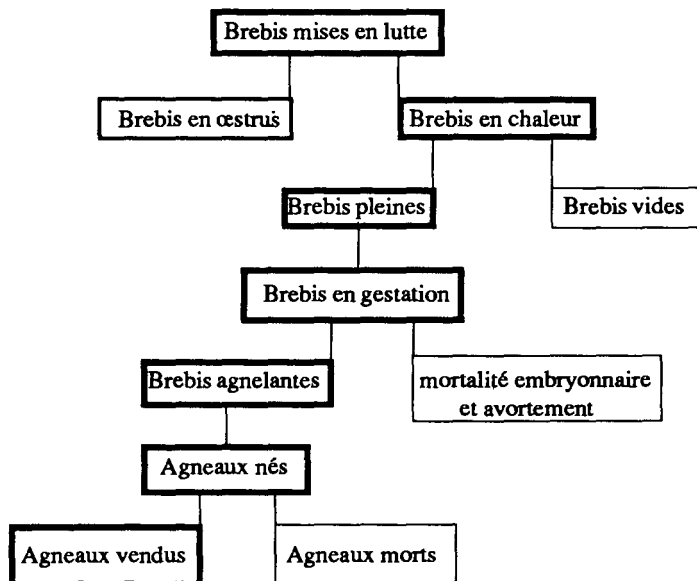 Brebis mises en lutte
Brebis en œstrus
Brebis en chaleur
Brebis pleines
Brebis vides
Brebis en gestation
Brebis agnelantes
mortalité embryonnaire
et avortement
Agneaux nés
Agneaux vendus
Agneaux morts